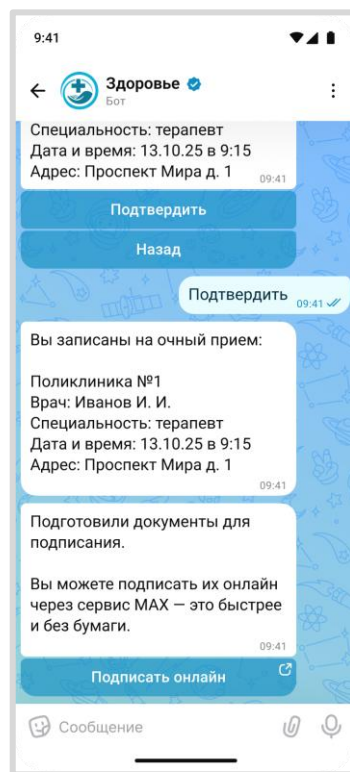 9:41
Здоровье
Бот
Специальность: терапевт
Дата и время: 13.10.25 в 9:15
Адрес: Проспект Мира д. 1
09:41
Подтвердить
Назад
Подтвердить
09:41
Вы записаны на очный прием:
Поликлиника №1
Врач: Иванов И. И.
Специальность: терапевт
Дата и время: 13.10.25 в 9:15
Адрес: Проспект Мира д. 1
09:41
Подготовили документы для
подписания.
Вы можете подписать их онлайн
через сервис MAX — это быстрее
и без бумаги.
09:41
Подписать онлайн
Сообщение